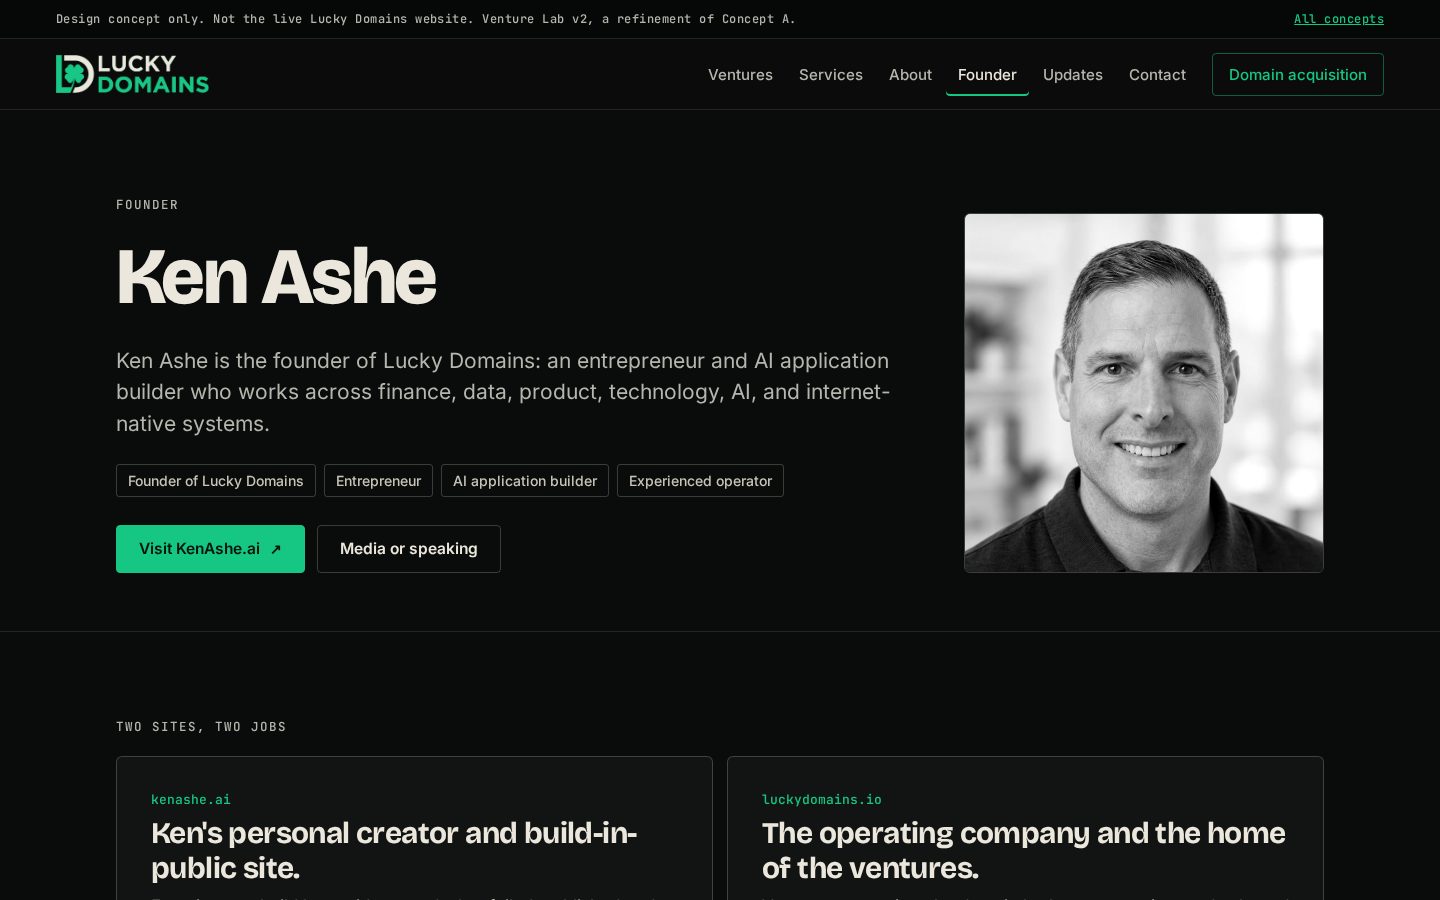 Design concept only. Not the live Lucky Domains website. Venture Lab v2, a refinement of Concept A.
All concepts
LUCKY
DOMAINS
Ventures
Services
About
Founder
Updates
Contact
Domain acquisition
FOUNDER
Ken Ashe
Ken Ashe is the founder of Lucky Domains: an entrepreneur and AI application
builder who works across finance, data, product, technology, AI, and internet-
native systems.
Founder of Lucky Domains
Entrepreneur
AI application builder
Experienced operator
Visit KenAshe.ai ↗
Media or speaking
TWO SITES, TWO JOBS
kenashe.ai
Ken's personal creator and build-in-
public site.
luckydomains.io
The operating company and the home
of the ventures.